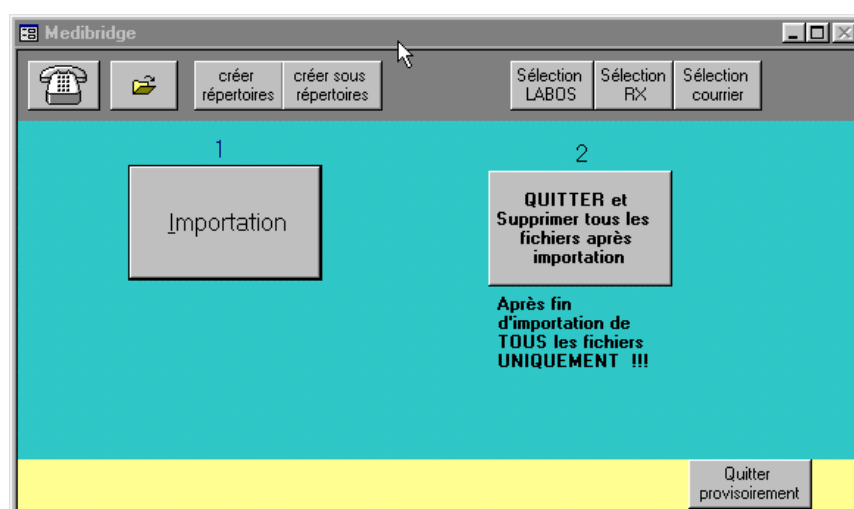 Medibridge
créer
répertoires
créer sous
répertoires
Sélection
LABOS
Sélection
RX
Sélection
courrier
1
Importation
2
QUITTER et
Supprimer tous les
fichiers après
importation
Après fin
d'importation de
TOUS les fichiers
UNIQUEMENT !!!
Quitter
provisoirement